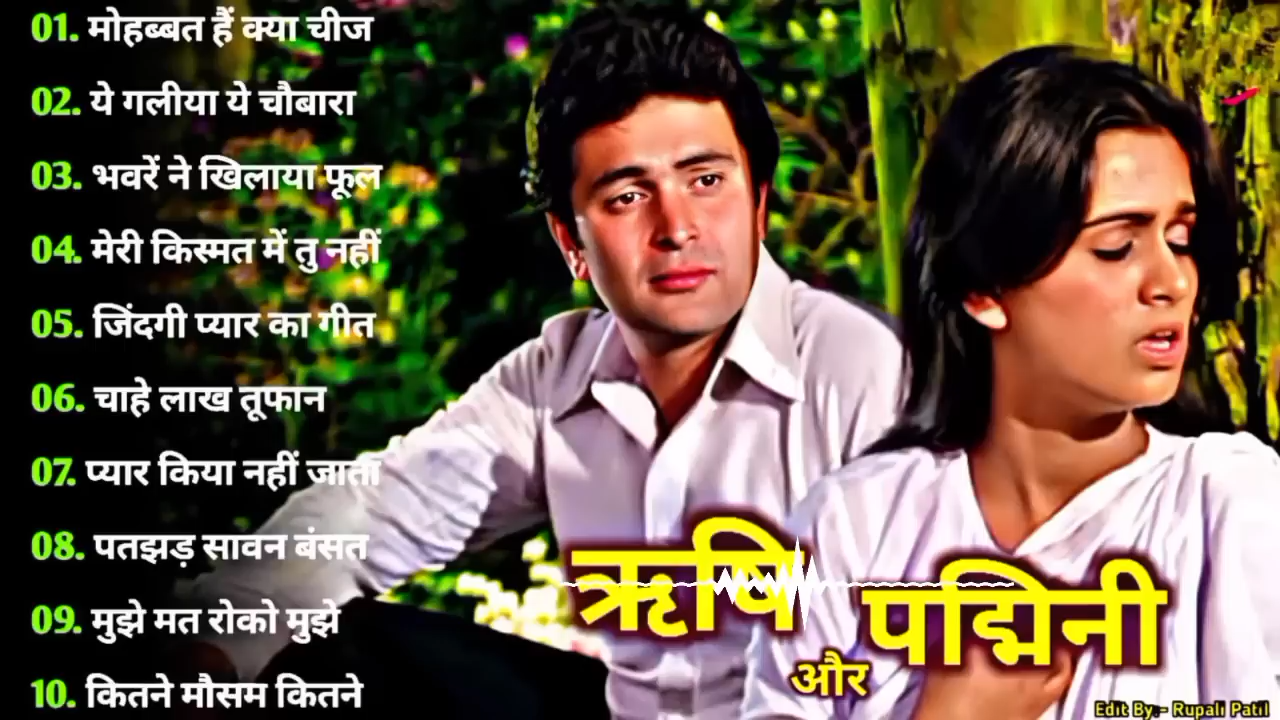 01. मोहब्बत हैं क्या चीज
02. ये गलीया ये चौबारा
03. भवरें ने खिलाया फूल
04. मेरी किस्मत में तु नहीं
05. जिंदगी प्यार का गीत
06. चाहे लाख तूफान
07. प्यार किया नहीं जाता
08. पतझड़ सावन बंसत
09. मुझे मत रोको मुझे
10. कितने मौसम कितने
ऋषि
और
पद्मिनी
Edit By:- Rupali Patil